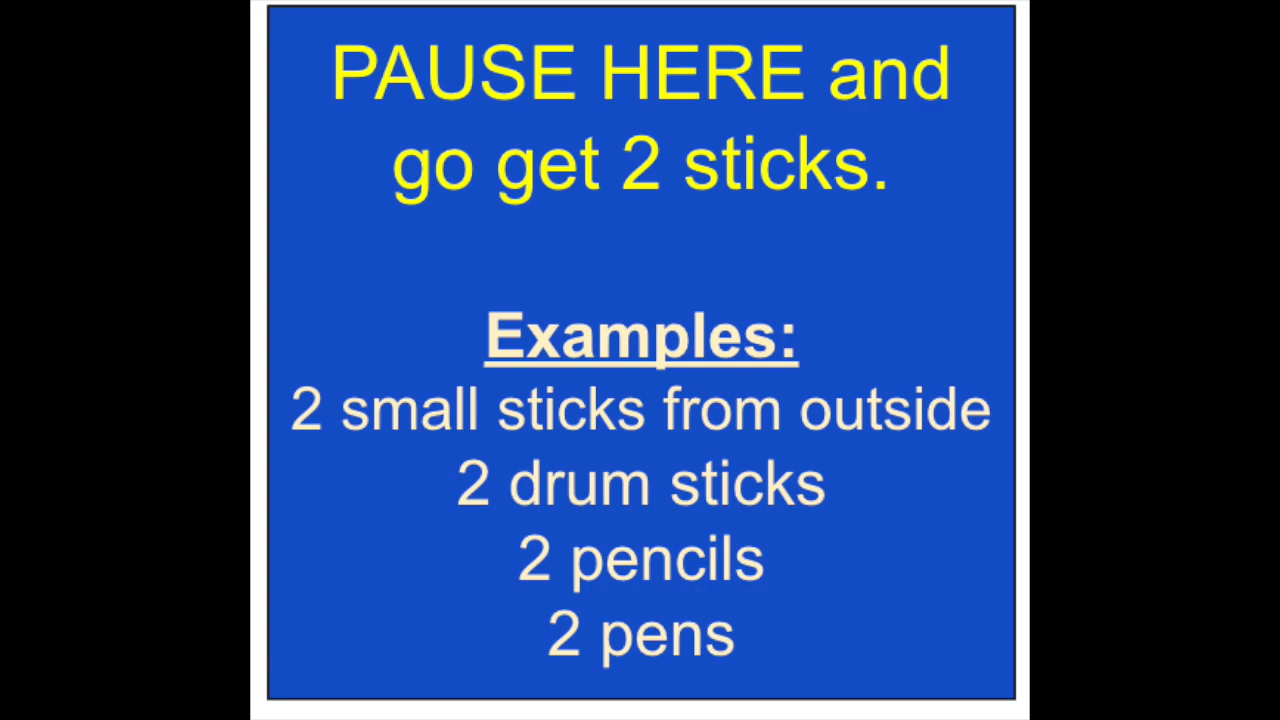 PAUSE HERE and
go get 2 sticks.
Examples:
2 small sticks from outside
2 drum sticks
2 pencils
2 pens